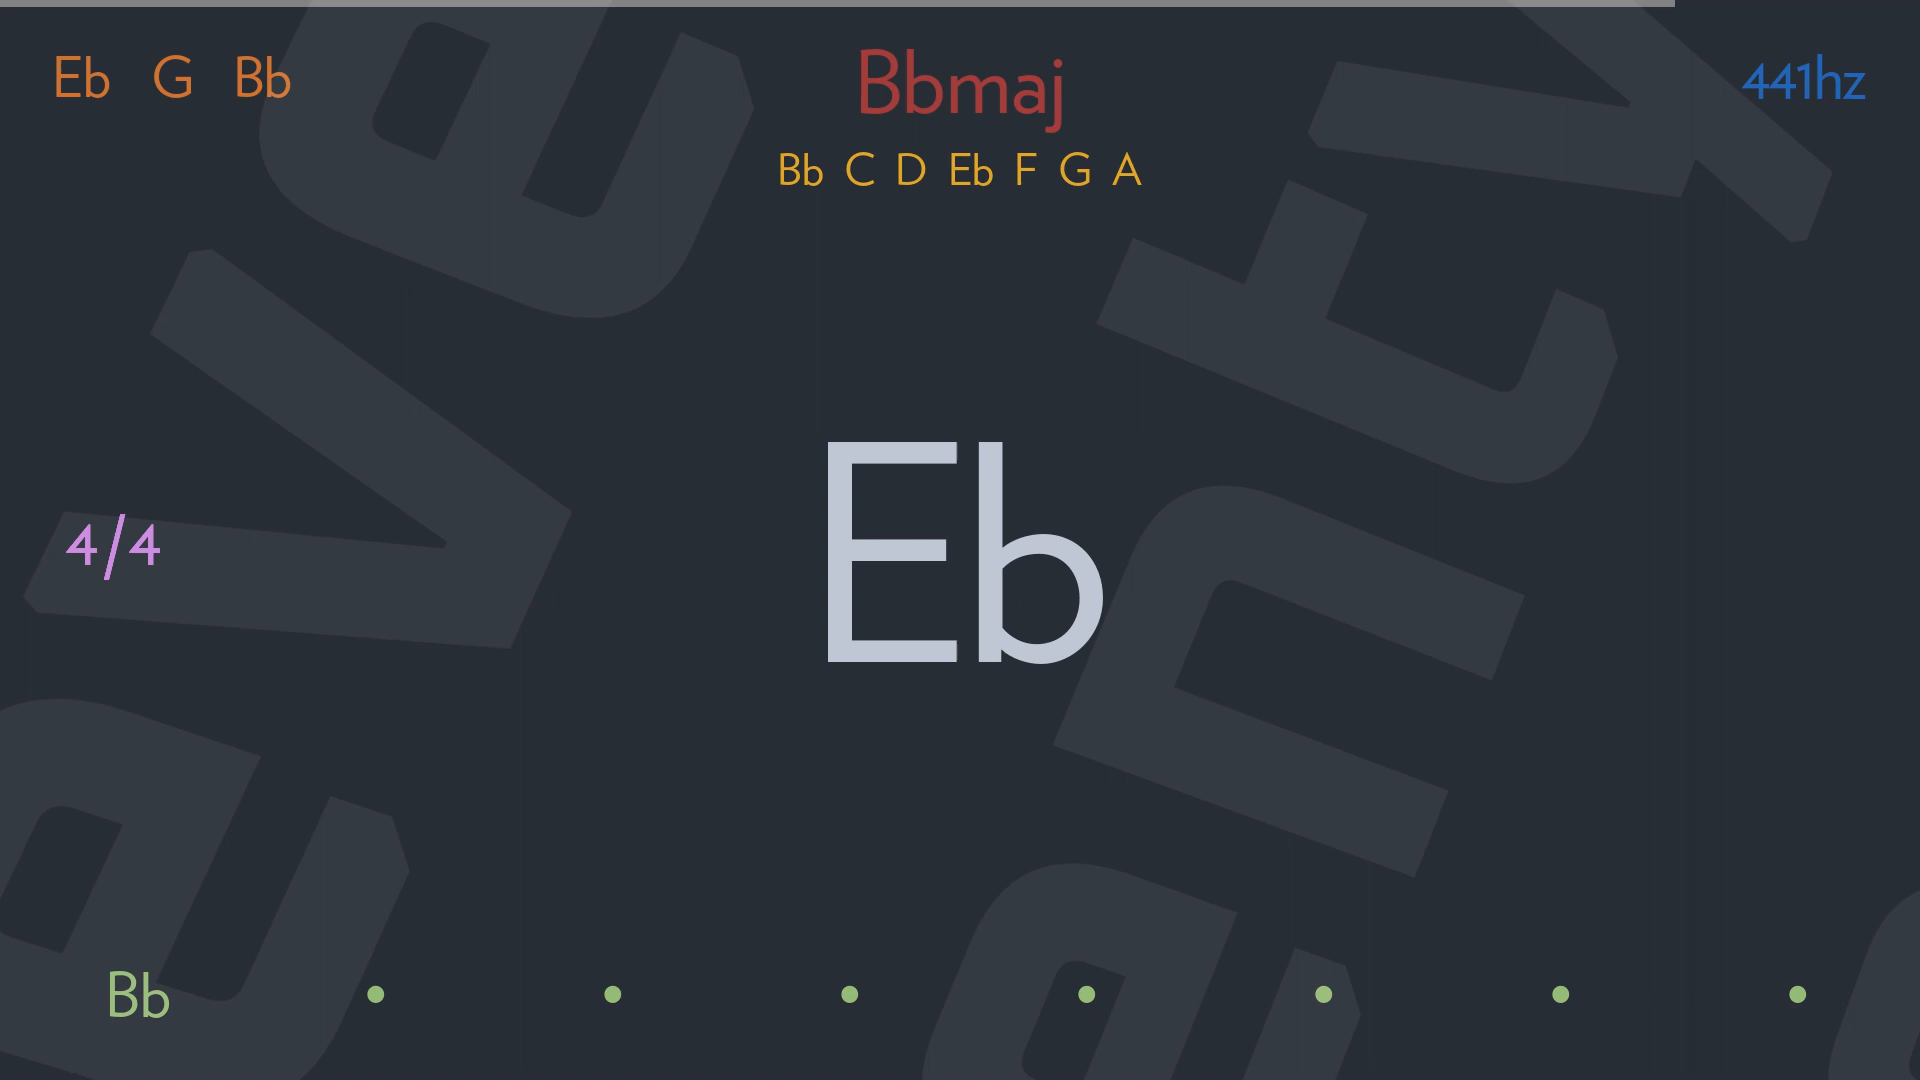 Eb G Bb
Bbmaj
441hz
Bb C D Eb F G A
Eb
4/4
Bb